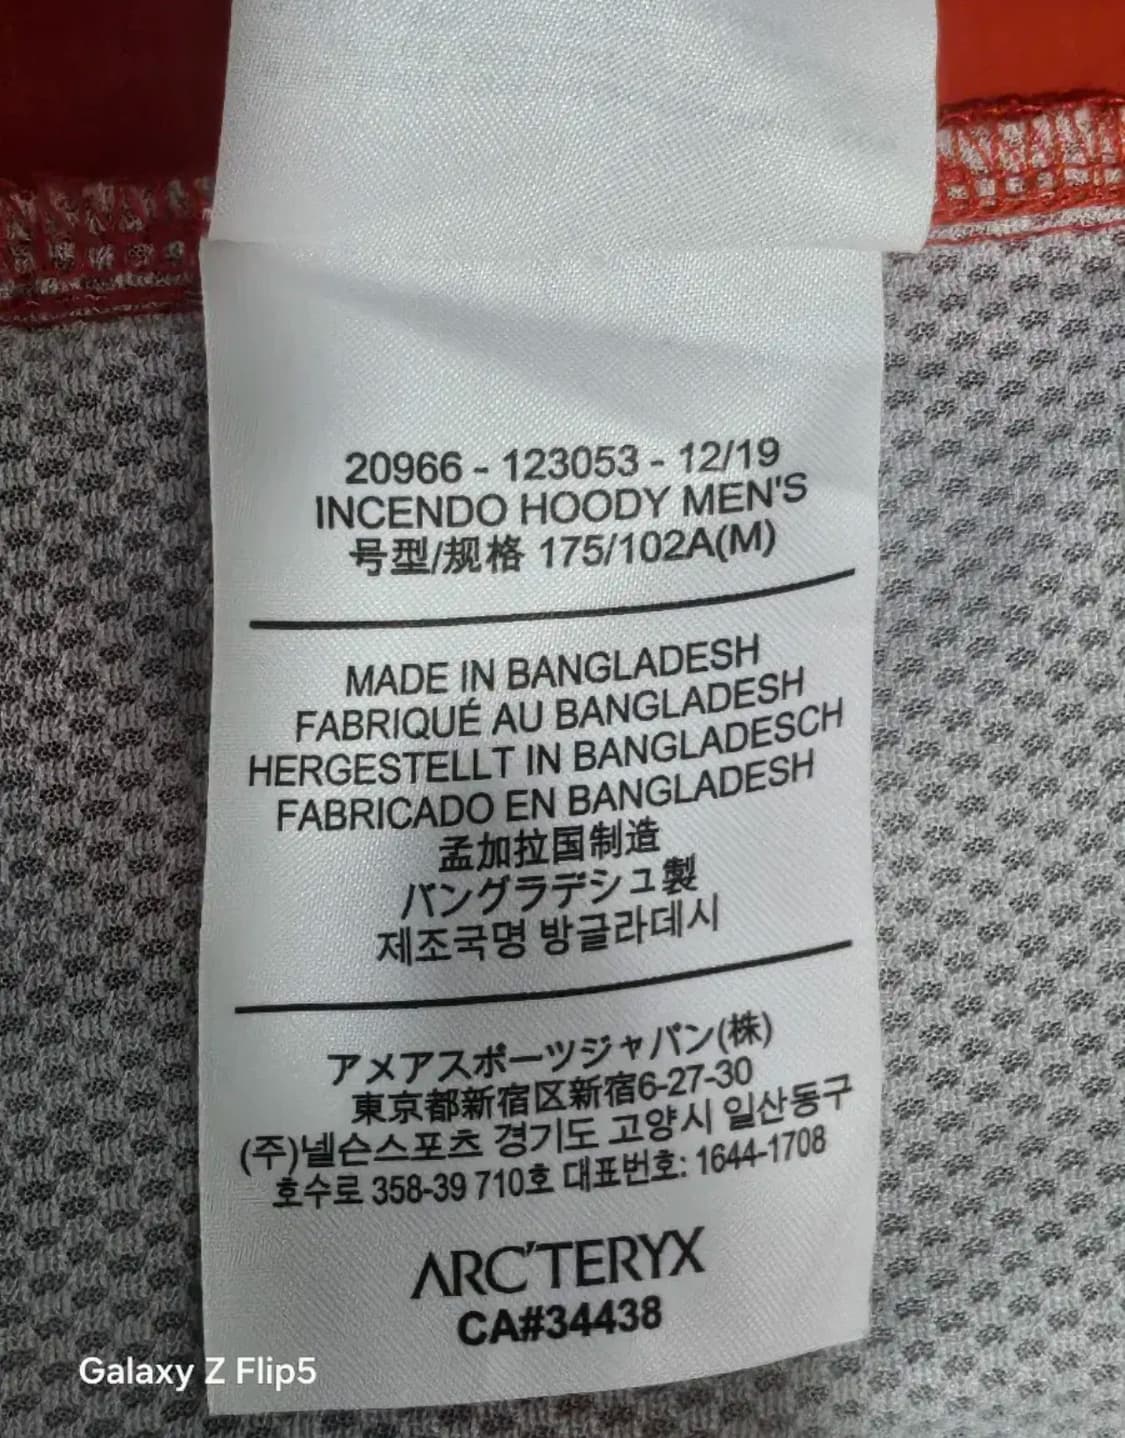 20966 - 123053 - 12/19
INCENDO HOODY MEN'S
号型/规格 175/102A(M)
MADE IN BANGLADESH
FABRIQUÉ AU BANGLADESH
HERGESTELLT IN BANGLADESCH
FABRICADO EN BANGLADESH
孟加拉国制造
バングラデシュ製
제조국명 방글라데시
アメアスポーツジャパン(株)
東京都新宿区新宿6-27-30
(주)넬슨스포츠 경기도 고양시 일산동구
호수로 358-39 710호 대표번호: 1644-1708
ARC'TERYX
CA#34438
Galaxy Z Flip5